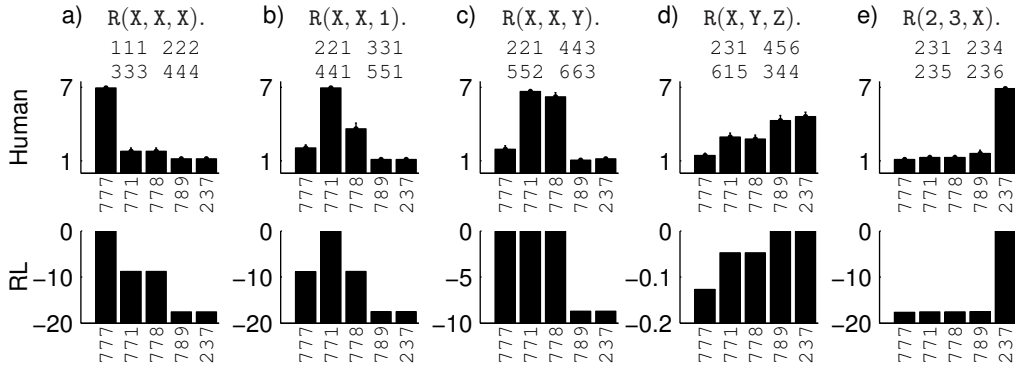 a) R(X, X, X).
111 222
333 444
b) R(X, X, 1).
221 331
441 551
c) R(X, X, Y).
221 443
552 663
d) R(X, Y, Z).
231 456
615 344
e) R(2, 3, X).
231 234
235 236
Human
7
1
777 771 778 789 237
7
1
777 771 778 789 237
7
1
777 771 778 789 237
7
1
777 771 778 789 237
7
1
777 771 778 789 237
RL
0
−10
−20
777 771 778 789 237
0
−10
−20
777 771 778 789 237
0
−5
−10
777 771 778 789 237
0
−0.1
−0.2
777 771 778 789 237
0
−10
−20
777 771 778 789 237